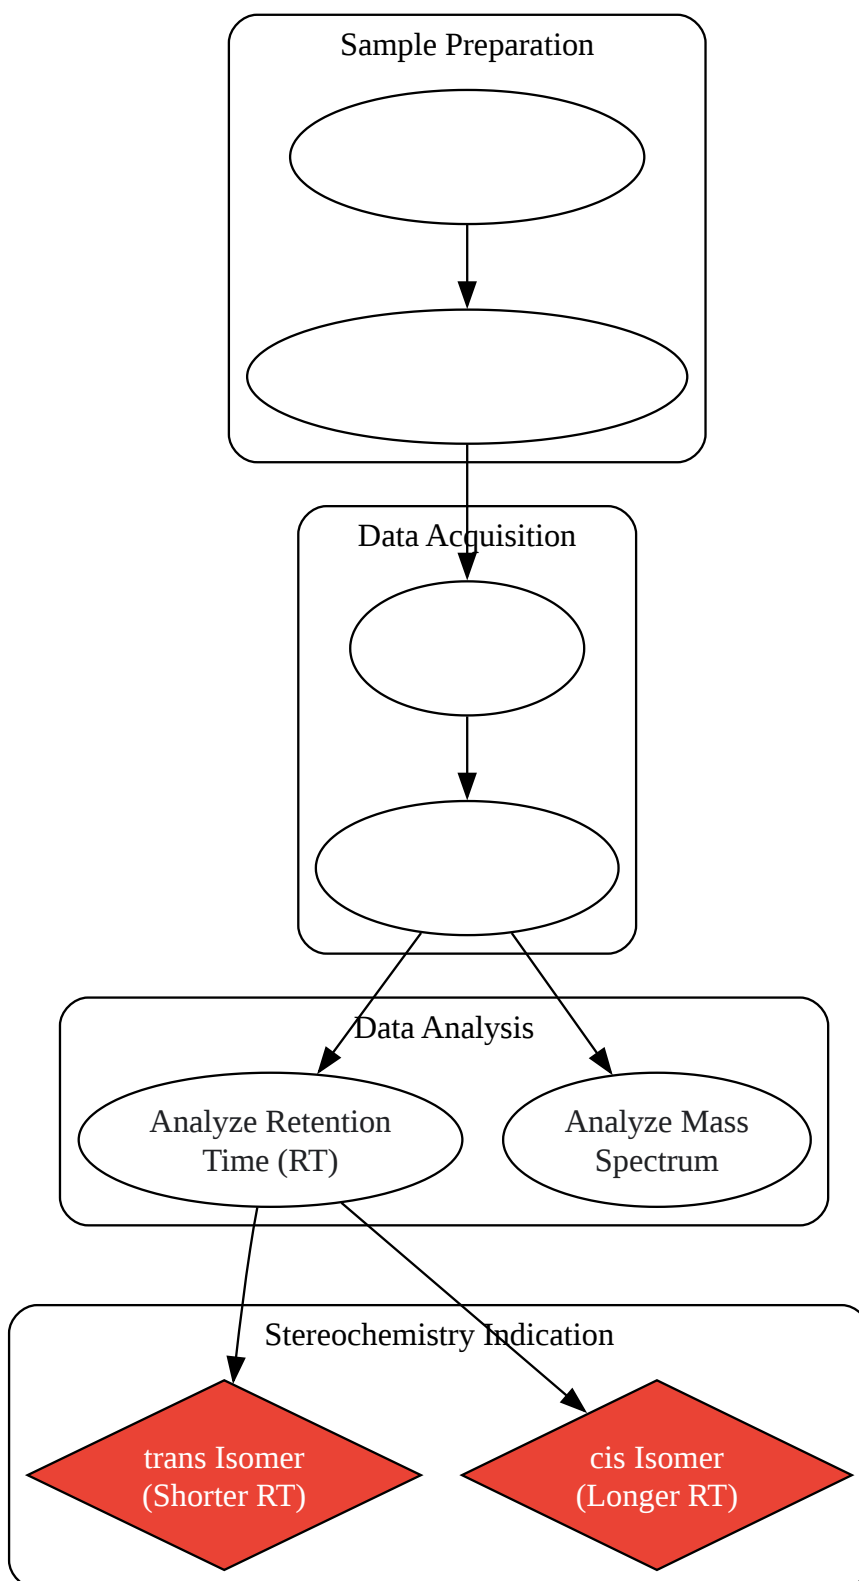 Sample Preparation
Data Acquisition
Data Analysis
Analyze Retention
Time (RT)
Analyze Mass
Spectrum
Stereochemistry Indication
trans Isomer
(Shorter RT)
cis Isomer
(Longer RT)